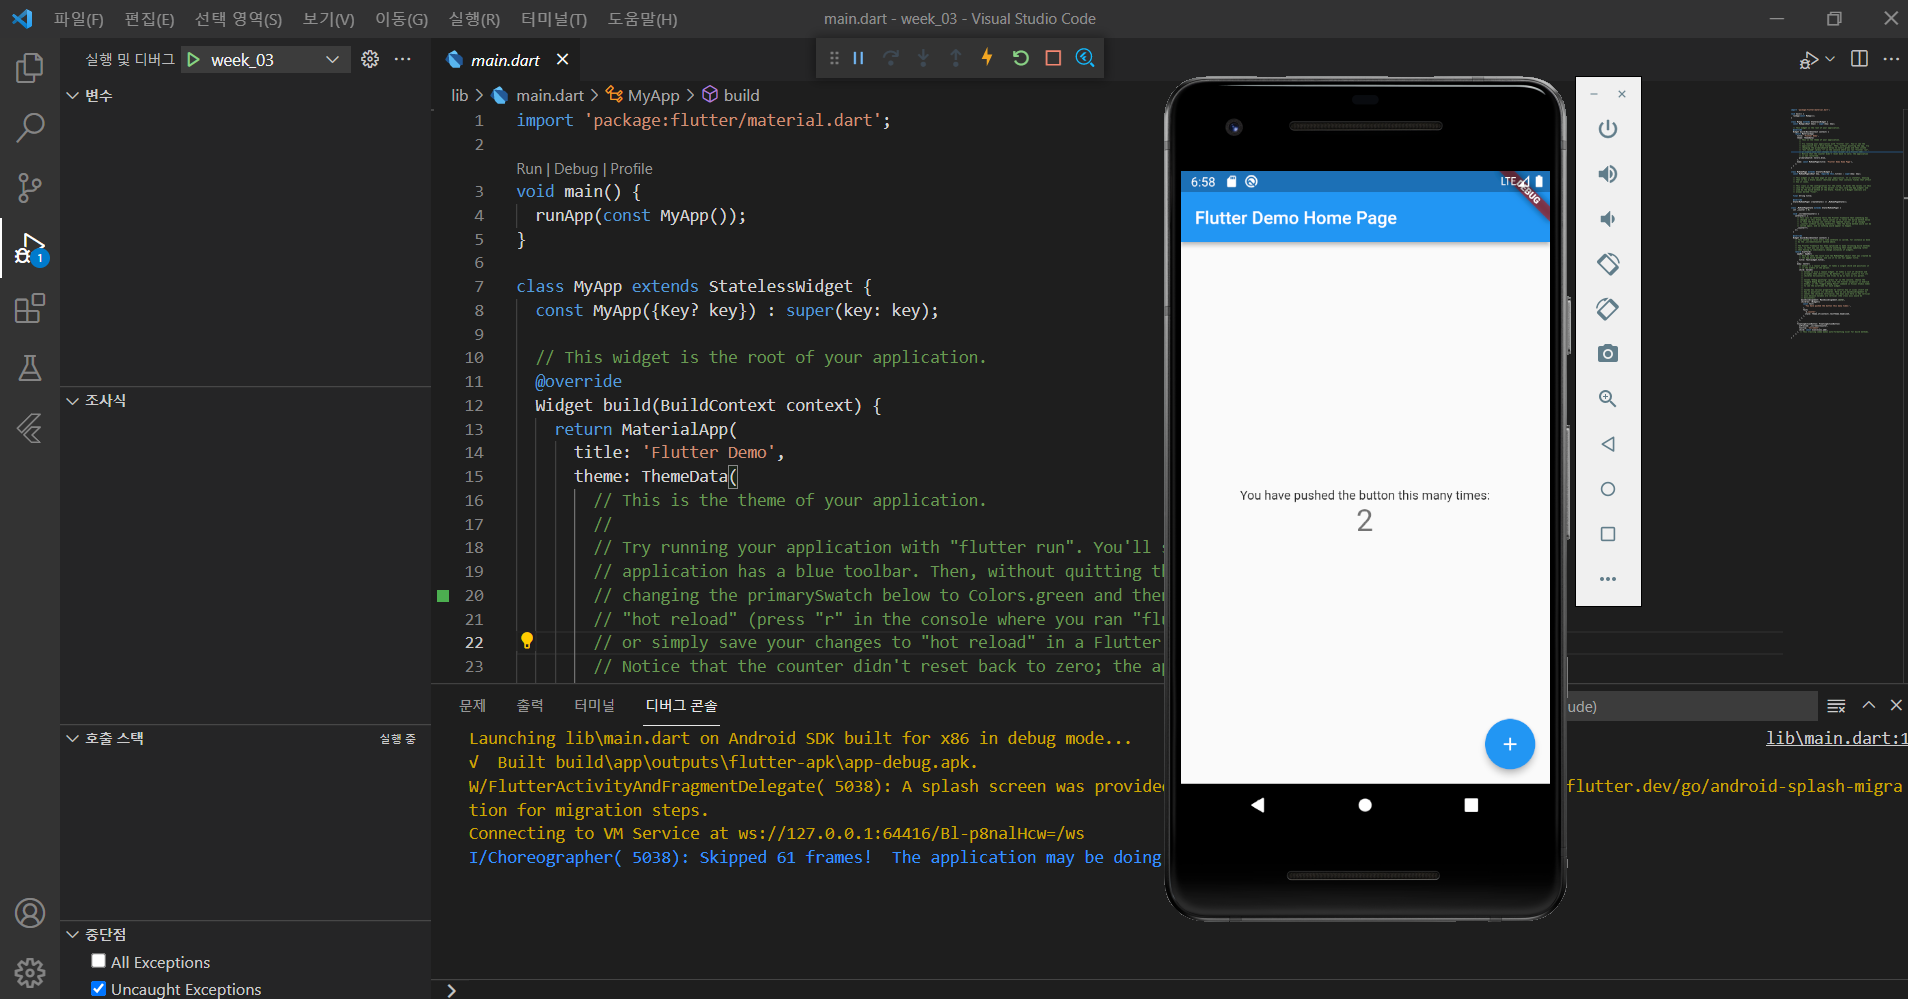 파일(F) 편집(E) 선택 영역(S) 보기(V) 이동(G) 실행(R) 터미널(T) 도움말(H)
main.dart - week_03 - Visual Studio Code
실행 및 디버그 week_03
변수
조사식
호출 스택 실행 중
중단점
All Exceptions
Uncaught Exceptions
1
main.dart
lib > main.dart > MyApp > build
1 import 'package:flutter/material.dart';
2
Run | Debug | Profile
3 void main() {
4 runApp(const MyApp());
5 }
6
7 class MyApp extends StatelessWidget {
8 const MyApp({Key? key}) : super(key: key);
9
10 // This widget is the root of your application.
11 @override
12 Widget build(BuildContext context) {
13 return MaterialApp(
14 title: 'Flutter Demo',
15 theme: ThemeData(
16 // This is the theme of your application.
17 //
18 // Try running your application with "flutter run". You'll
19 // application has a blue toolbar. Then, without quitting
20 // changing the primarySwatch below to Colors.green and
21 // "hot reload" (press "r" in the console where you ran
22 // or simply save your changes to "hot reload" in a Flutter
23 // Notice that the counter didn't reset back to zero; the
문제 출력 터미널 디버그 콘솔
ude)
Launching lib\main.dart on Android SDK built for x86 in debug mode...
lib\main.dart:1
√ Built build\app\outputs\flutter-apk\app-debug.apk.
W/FlutterActivityAndFragmentDelegate( 5038): A splash screen was provided flutter.dev/go/android-splash-migra
tion for migration steps.
Connecting to VM Service at ws://127.0.0.1:64416/Bl-p8nalHcw=/ws
I/Choreographer( 5038): Skipped 61 frames! The application may be doing
6:58 LTE
DEBUG
Flutter Demo Home Page
You have pushed the button this many times:
2
+